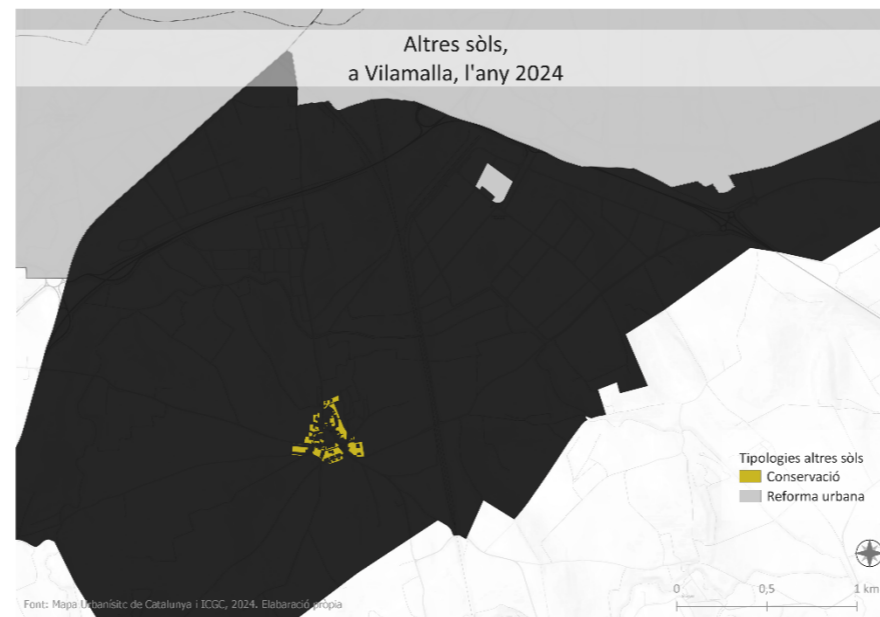 Altres sòls,
a Vilamalla, l'any 2024
Tipologies altres sòls
Conservació
Reforma urbana
0 0,5 1 km
Font: Mapa Urbanísitc de Catalunya i ICGC, 2024. Elabaració pròpia